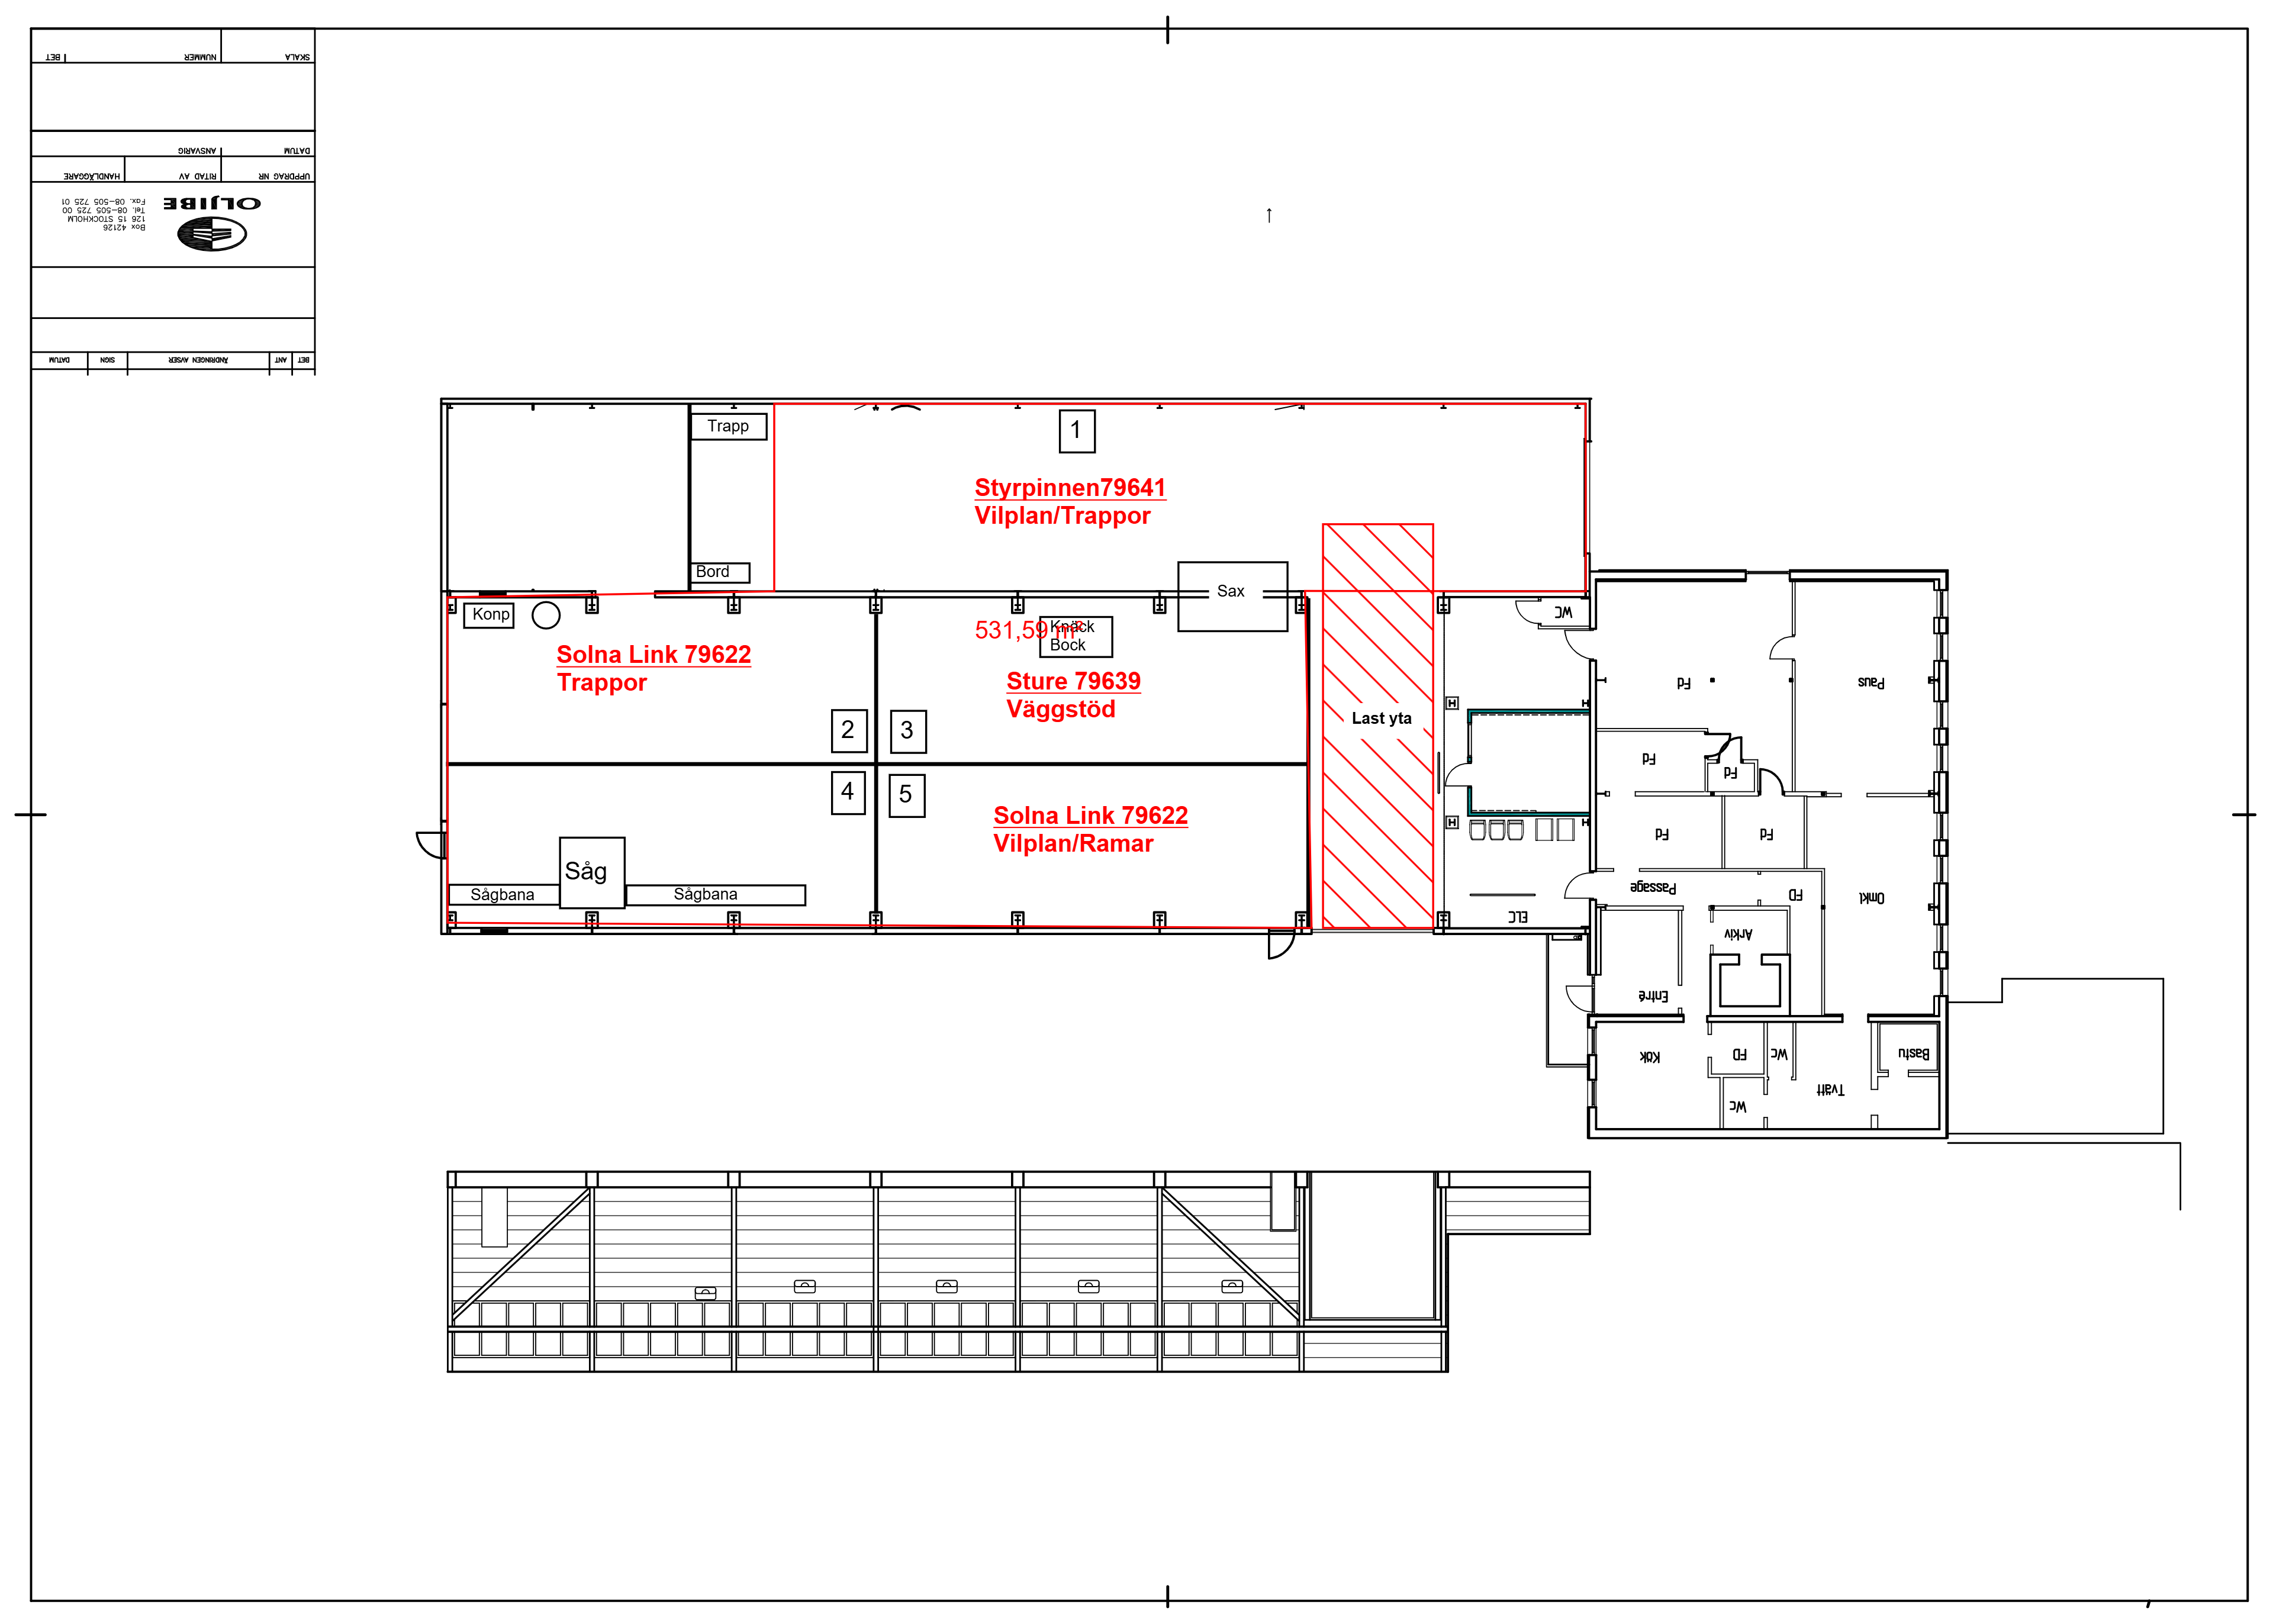 BET
NUMMER
SKALA
ANSVARIG
DATUM
HANDLÄGGARE
RITAD AV
UPPDRAG NR
OLJIBE
Box 42126
126 15 STOCKHOLM
Tel. 08-505 725 00
Fax. 08-505 725 01
DATUM
SIGN
ÄNDRINGEN AVSER
ANT
BET
↑
Trapp
1
Styrpinnen79641
Vilplan/Trappor
Bord
Sax
Konp
531,59 m²
Knäck
Bock
Solna Link 79622
Trappor
Sture 79639
Väggstöd
Last yta
2
3
4
5
Solna Link 79622
Vilplan/Ramar
Såg
Sågbana
Sågbana
WC
Fd
Paus
Fd
Fd
Fd
Fd
Passage
FD
Omkl
ELC
Arkiv
Entré
Kök
FD
Wc
Bastu
Tvätt
Wc